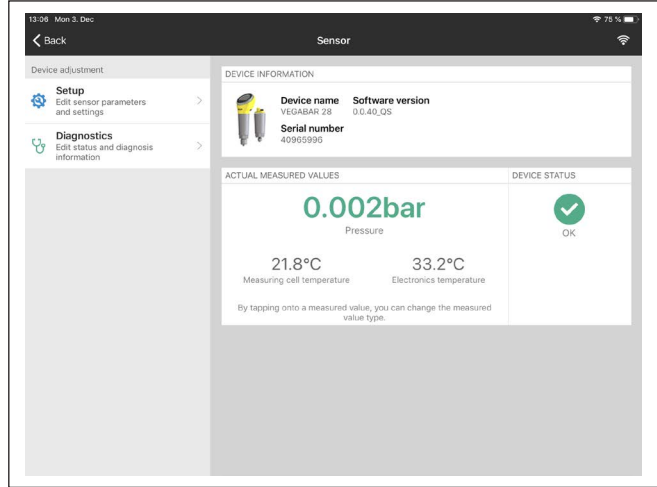 13:06 Mon 3. Dec
75 %
Back
Sensor
Device adjustment
Setup
Edit sensor parameters
and settings
Diagnostics
Edit status and diagnosis
information
DEVICE INFORMATION
Device name Software version
VEGABAR 28 0.0.40_QS
Serial number
40965996
ACTUAL MEASURED VALUES
0.002bar
Pressure
21.8°C 33.2°C
Measuring cell temperature Electronics temperature
By tapping onto a measured value, you can change the measured
value type.
DEVICE STATUS
OK